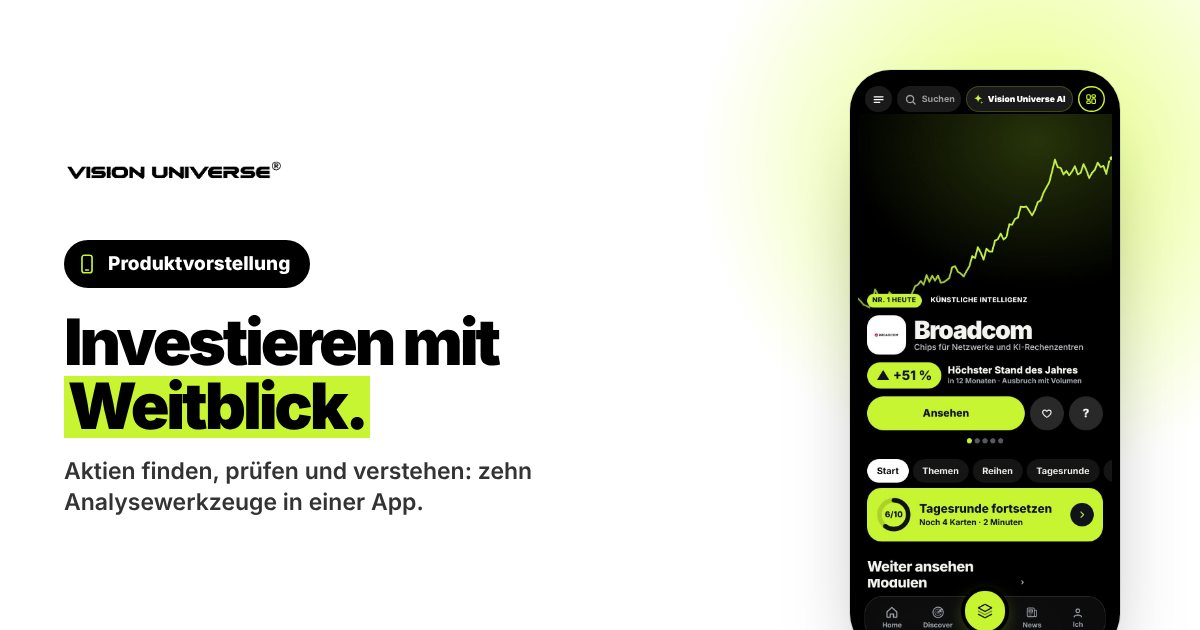 VISION UNIVERSE®
Produktvorstellung
Investieren mit
Weitblick.
Aktien finden, prüfen und verstehen: zehn
Analysewerkzeuge in einer App.
Suchen
Vision Universe AI
NR. 1 HEUTE KÜNSTLICHE INTELLIGENZ
BROADCOM
Broadcom
Chips für Netzwerke und KI-Rechenzentren
▲ +51 %
Höchster Stand des Jahres
In 12 Monaten · Ausbruch mit Volumen
Ansehen
?
Start Themen Reihen Tagesrunde
6/10
Tagesrunde fortsetzen
Noch 4 Karten · 2 Minuten
Weiter ansehen
Modulen
Home Discover News Ich